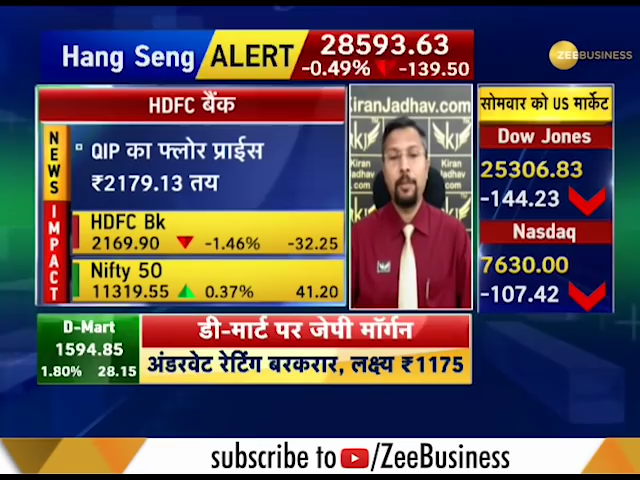 Hang Seng ALERT
28593.63
-0.49% -139.50
ZEEBUSINESS
HDFC बैंक
NEWS IMPACT
QIP का फ्लोर प्राईस
₹2179.13 तय
HDFC Bk
2169.90 -1.46% -32.25
Nifty 50
11319.55 0.37% 41.20
KiranJadhav.com
kj
Kiran
Jadhav
सोमवार को US मार्केट
Dow Jones
25306.83
-144.23
Nasdaq
7630.00
-107.42
D-Mart
1594.85
1.80% 28.15
डी-मार्ट पर जेपी मॉर्गन
अंडरवेट रेटिंग बरकरार, लक्ष्य ₹1175
subscribe to /ZeeBusiness